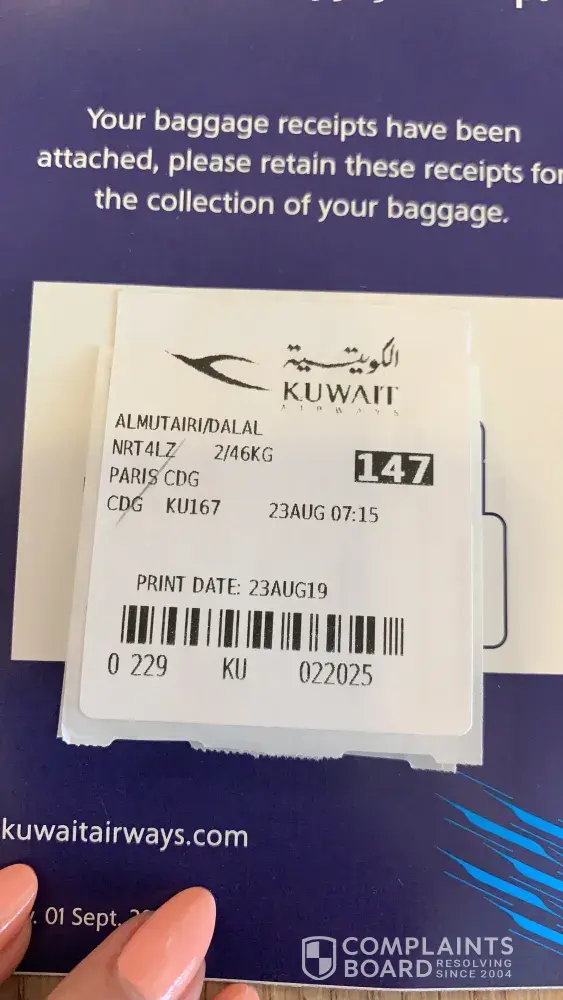 Your baggage receipts have been
attached, please retain these receipts for
the collection of your baggage.
الكويتية
KUWAIT
AIRWAYS
ALMUTAIRI/DALAL
NRT4LZ 2/46KG
147
PARIS CDG
CDG KU167 23AUG 07:15
PRINT DATE: 23AUG19
0 229 KU 022025
kuwaitairways.com
. 01 Sept.
COMPLAINTS
BOARD RESOLVING
SINCE 2004